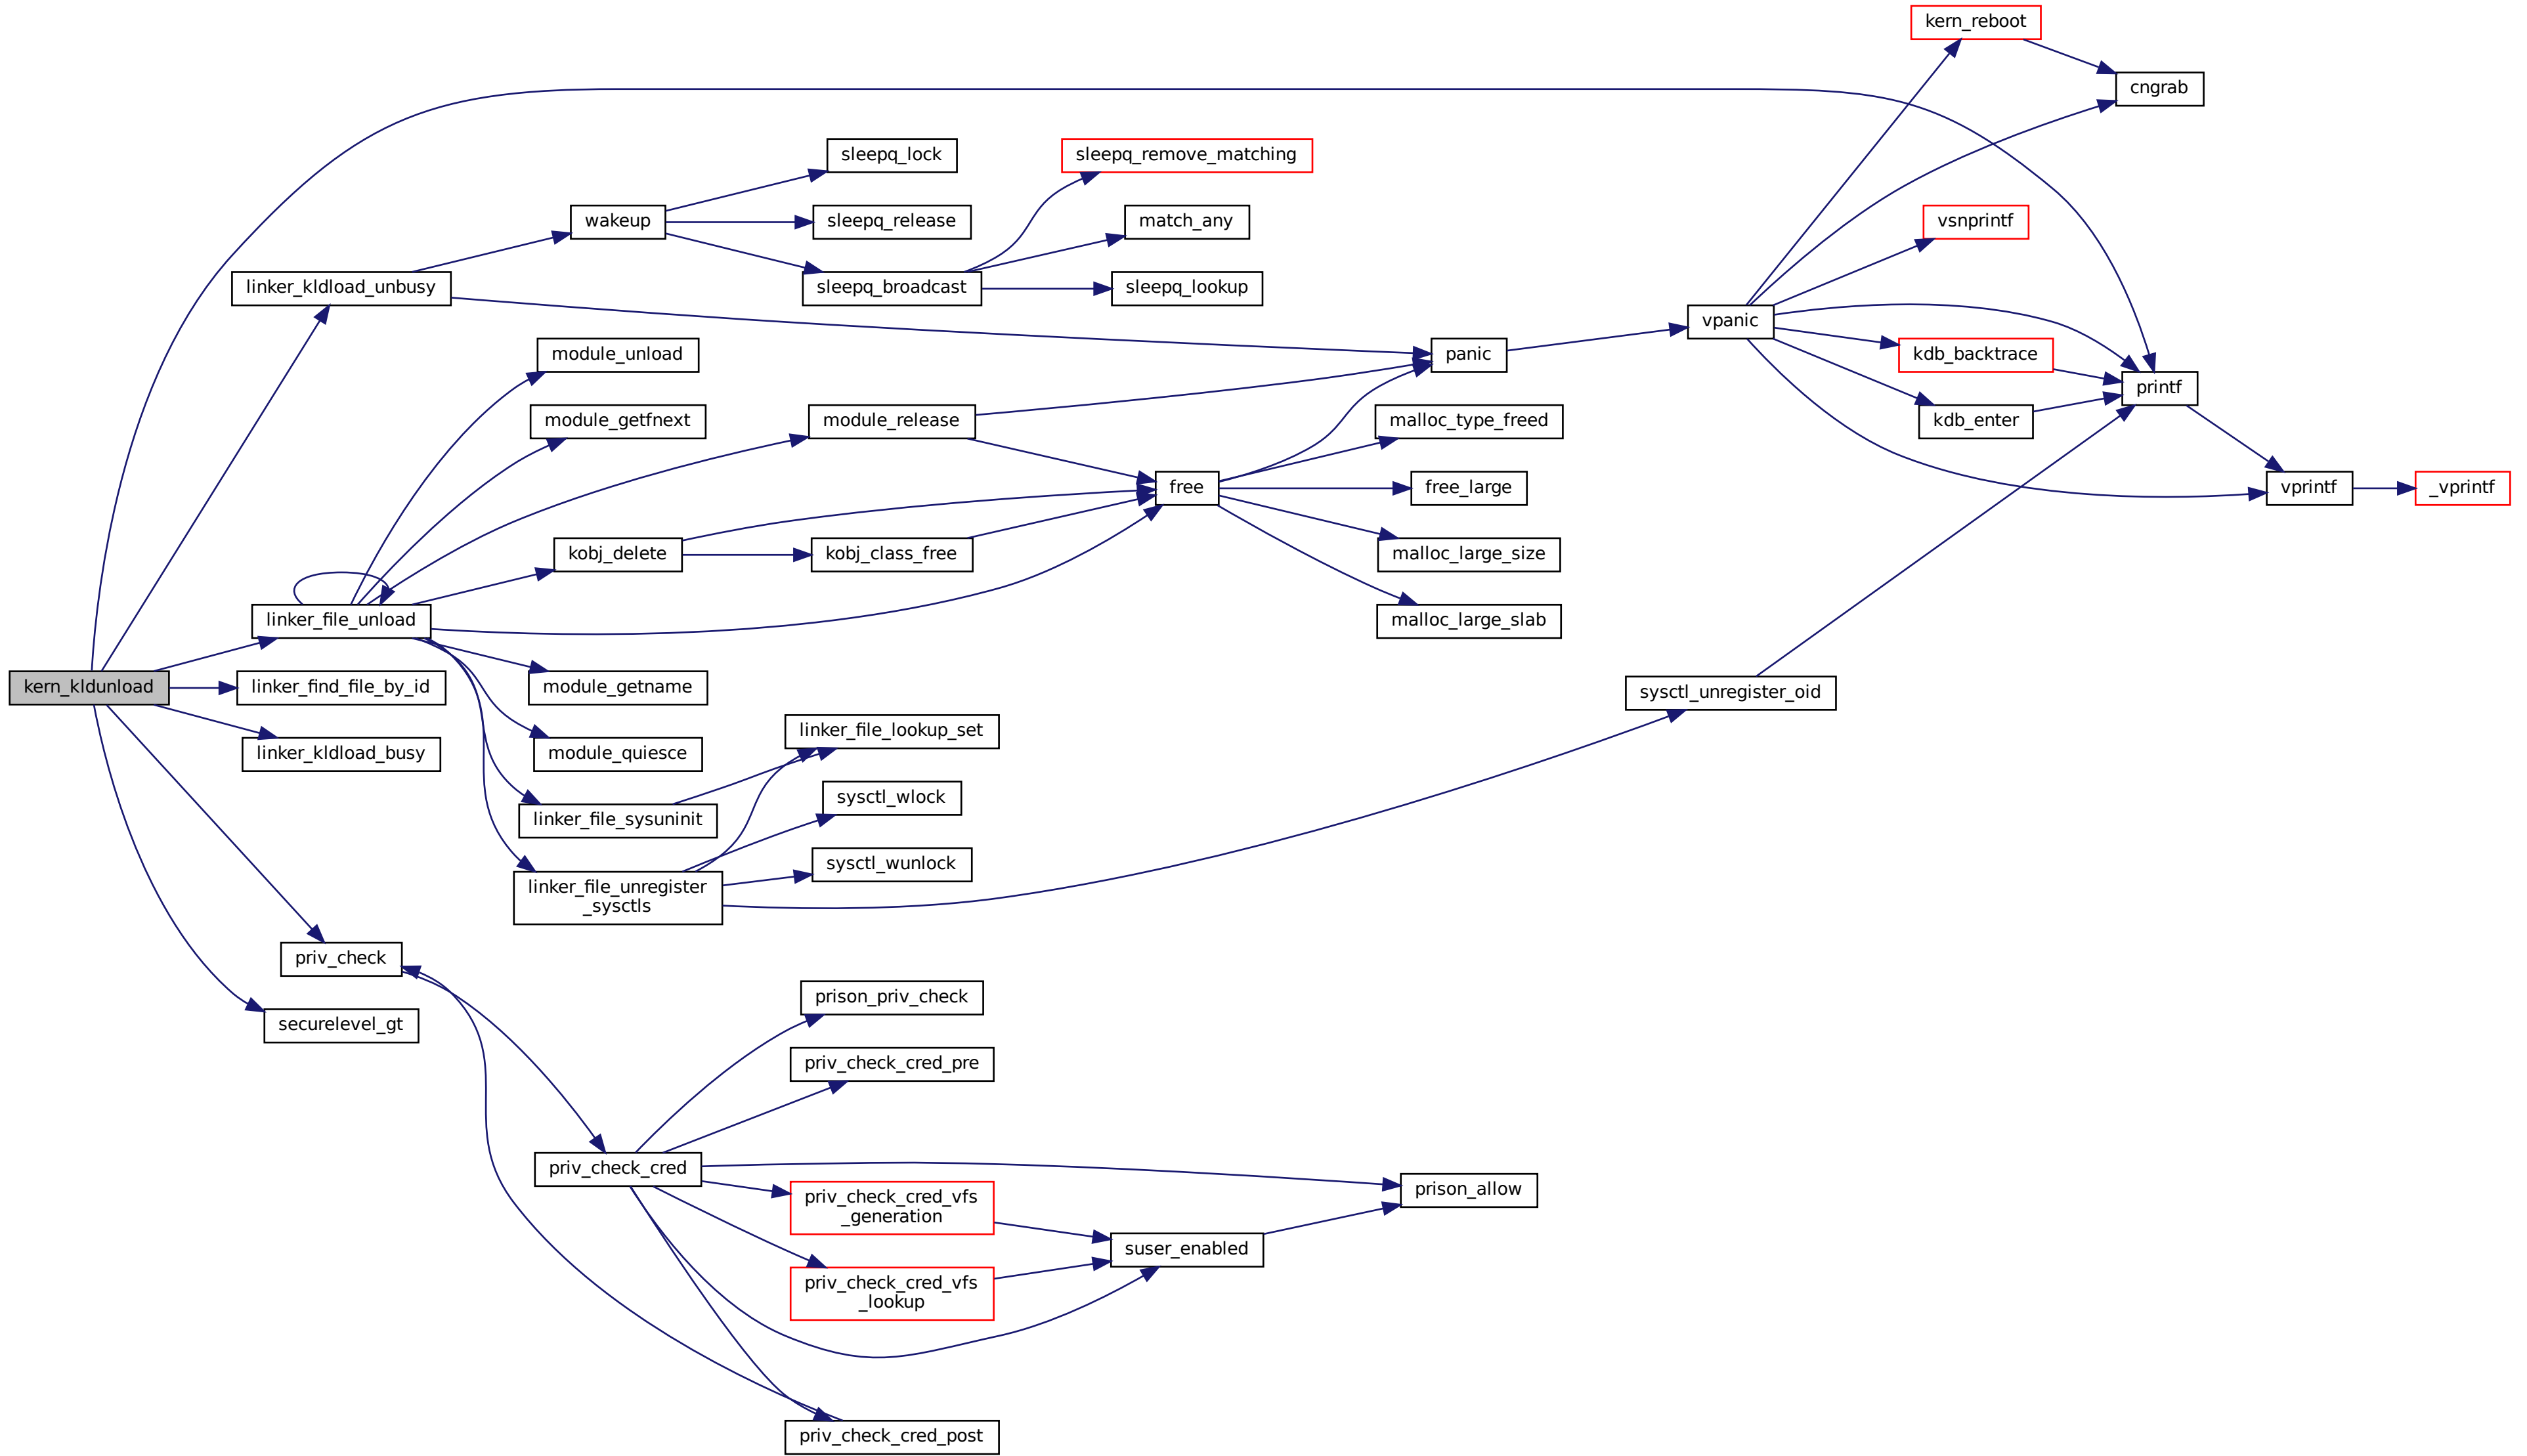 kern_reboot
cngrab
sleepq_lock
sleepq_remove_matching
wakeup
sleepq_release
match_any
vsnprintf
linker_kldload_unbusy
sleepq_broadcast
sleepq_lookup
vpanic
module_unload
panic
kdb_backtrace
printf
module_getfnext
module_release
malloc_type_freed
kdb_enter
free
free_large
vprintf
_vprintf
kobj_delete
kobj_class_free
malloc_large_size
linker_file_unload
malloc_large_slab
kern_kldunload
linker_find_file_by_id
module_getname
sysctl_unregister_oid
linker_kldload_busy
module_quiesce
linker_file_lookup_set
linker_file_sysuninit
sysctl_wlock
sysctl_wunlock
linker_file_unregister
_sysctls
priv_check
prison_priv_check
securelevel_gt
priv_check_cred_pre
priv_check_cred
prison_allow
priv_check_cred_vfs
_generation
suser_enabled
priv_check_cred_vfs
_lookup
priv_check_cred_post